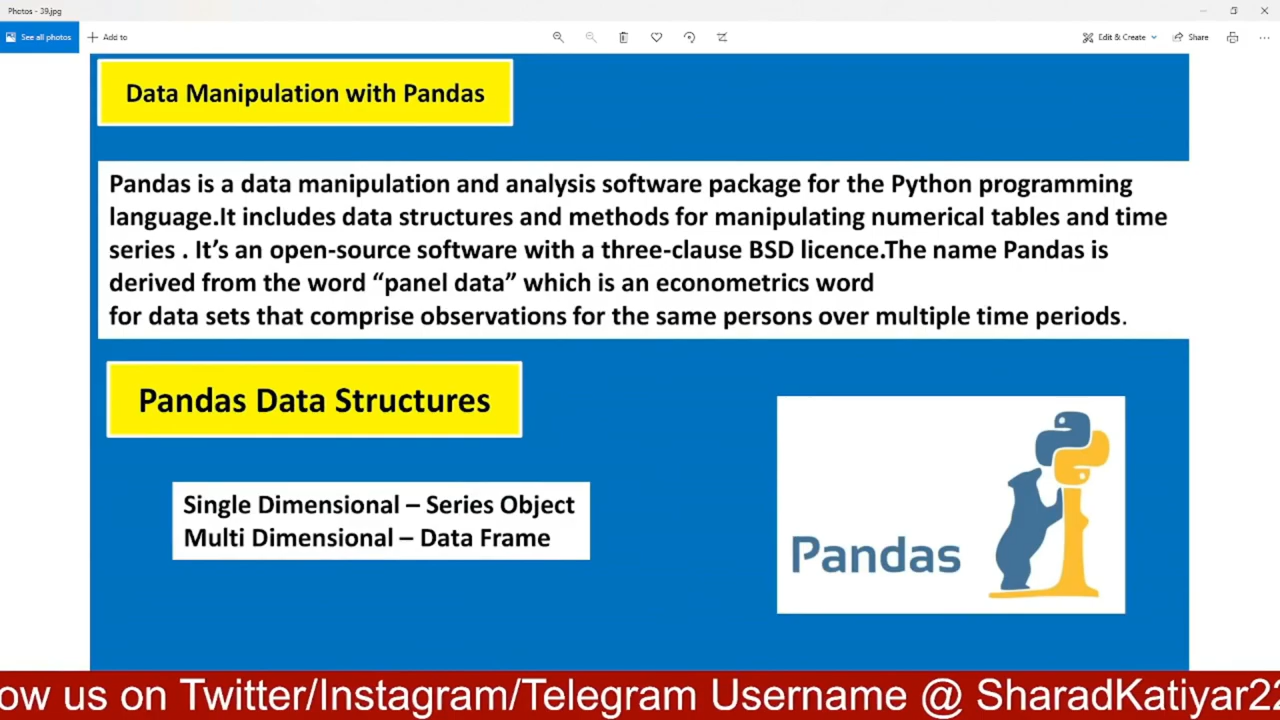 Photos - 39.jpg
See all photos
Add to
Edit & Create
Share
Data Manipulation with Pandas
Pandas is a data manipulation and analysis software package for the Python programming
language.It includes data structures and methods for manipulating numerical tables and time
series . It’s an open-source software with a three-clause BSD licence.The name Pandas is
derived from the word “panel data” which is an econometrics word
for data sets that comprise observations for the same persons over multiple time periods.
Pandas Data Structures
Single Dimensional – Series Object
Multi Dimensional – Data Frame
Pandas
ow us on Twitter/Instagram/Telegram Username @ SharadKatiyar22